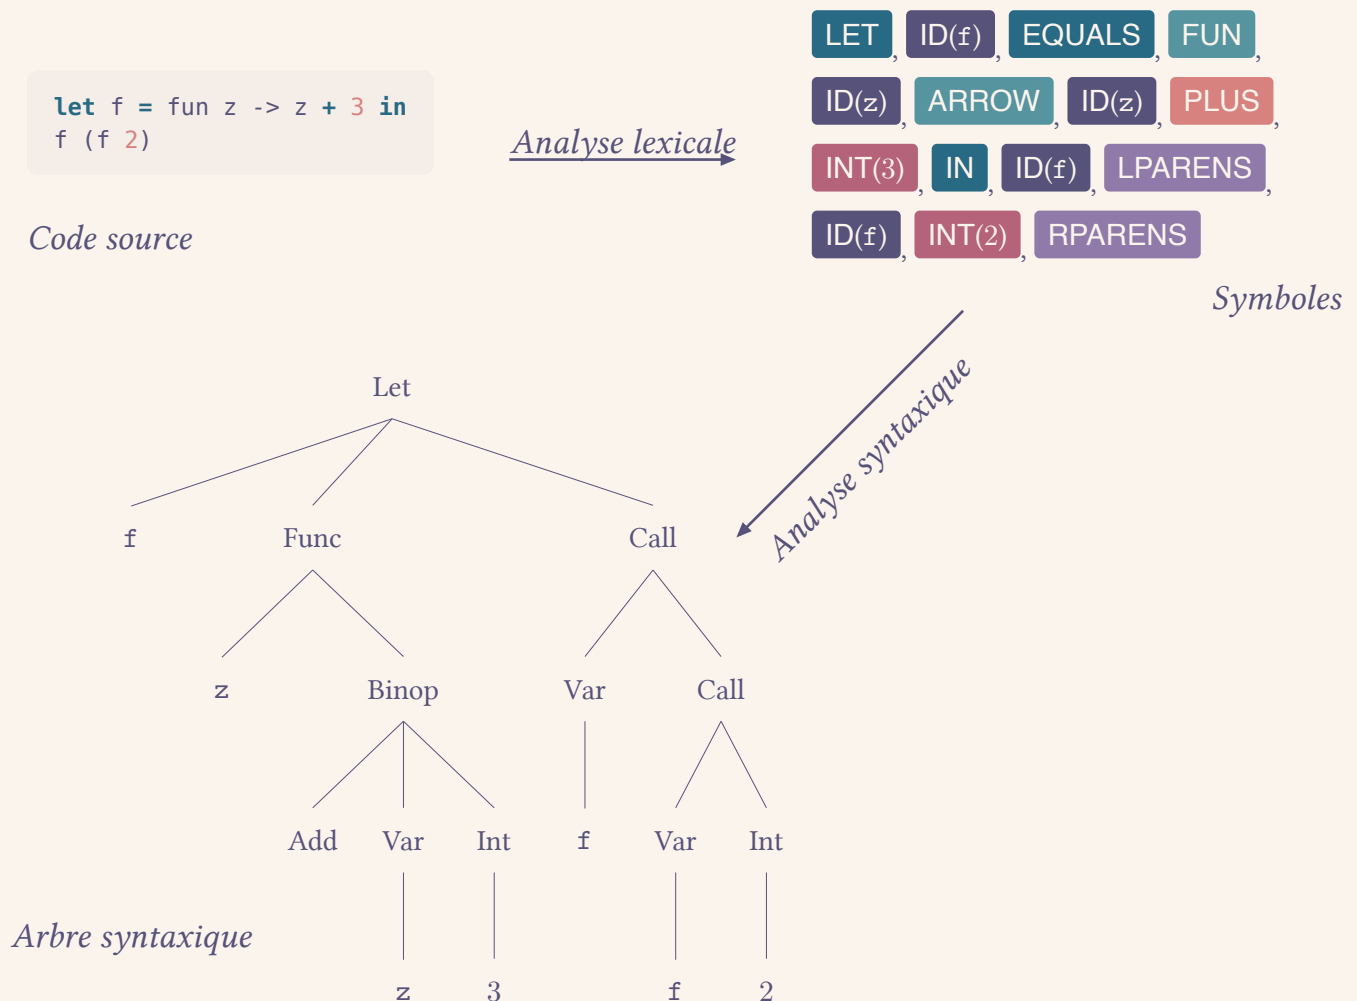 let f = fun z -> z + 3 in
f (f 2)
Code source
Analyse lexicale
LET, ID(f), EQUALS, FUN,
ID(z), ARROW, ID(z), PLUS,
INT(3), IN, ID(f), LPARENS,
ID(f), INT(2), RPARENS
Symboles
Analyse syntaxique
Let
f Func Call
z Binop Var Call
Add Var Int f Var Int
Arbre syntaxique
z 3 f 2